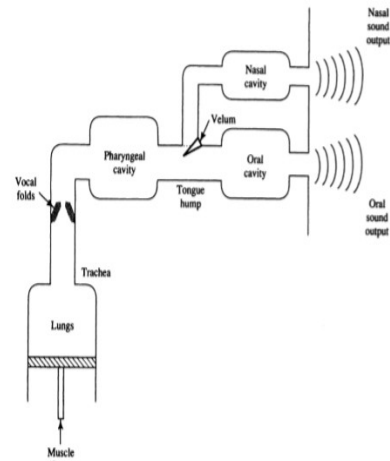 Nasal
sound
output
Nasal
cavity
Velum
Pharyngeal
cavity
Oral
cavity
Vocal
folds
Tongue
hump
Oral
sound
output
Trachea
Lungs
Muscle